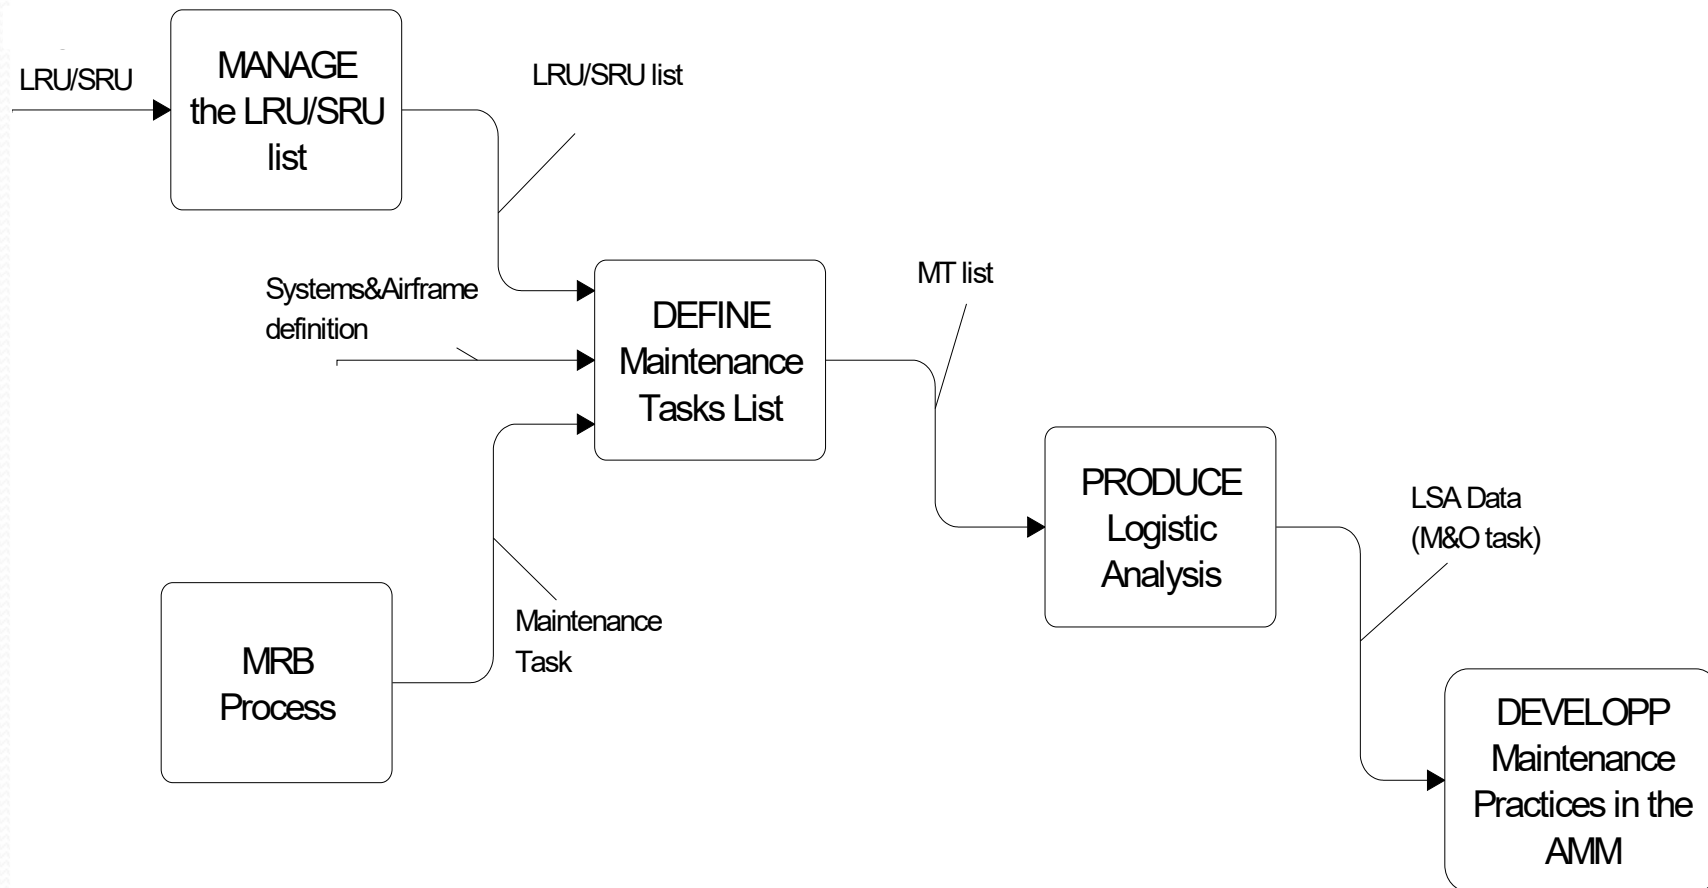 LRU/SRU
MANAGE
the LRU/SRU
list
LRU/SRU list
Systems&Airframe
definition
DEFINE
Maintenance
Tasks List
MT list
MRB
Process
Maintenance
Task
PRODUCE
Logistic
Analysis
LSA Data
(M&O task)
DEVELOPP
Maintenance
Practices in the
AMM